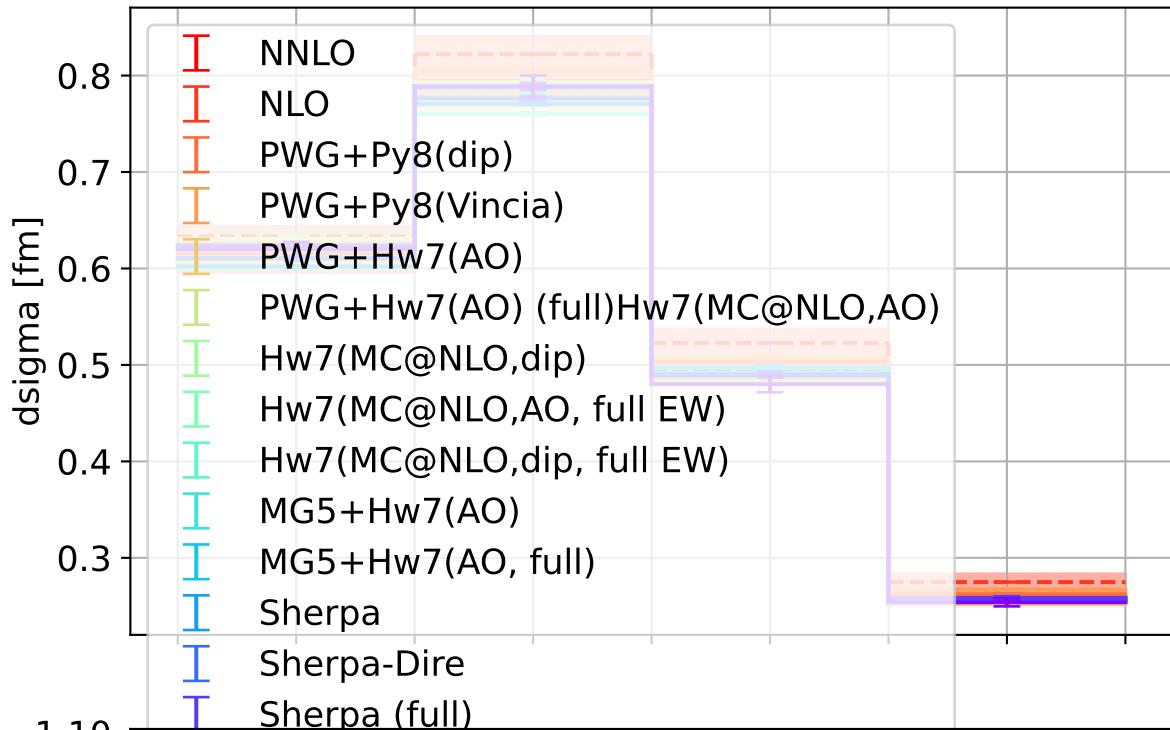 NNLO
0.8
NLO
PWG+Py8(dip)
0.7
PWG+Py8(Vincia)
dsigma [fm]
PWG+Hw7(AO)
0.6
PWG+Hw7(AO) (full)Hw7(MC@NLO,AO)
Hw7(MC@NLO,dip)
0.5
Hw7(MC@NLO,AO, full EW)
Hw7(MC@NLO,dip, full EW)
0.4
MG5+Hw7(AO)
MG5+Hw7(AO, full)
0.3
Sherpa
Sherpa-Dire
Sherpa (full)
1.10